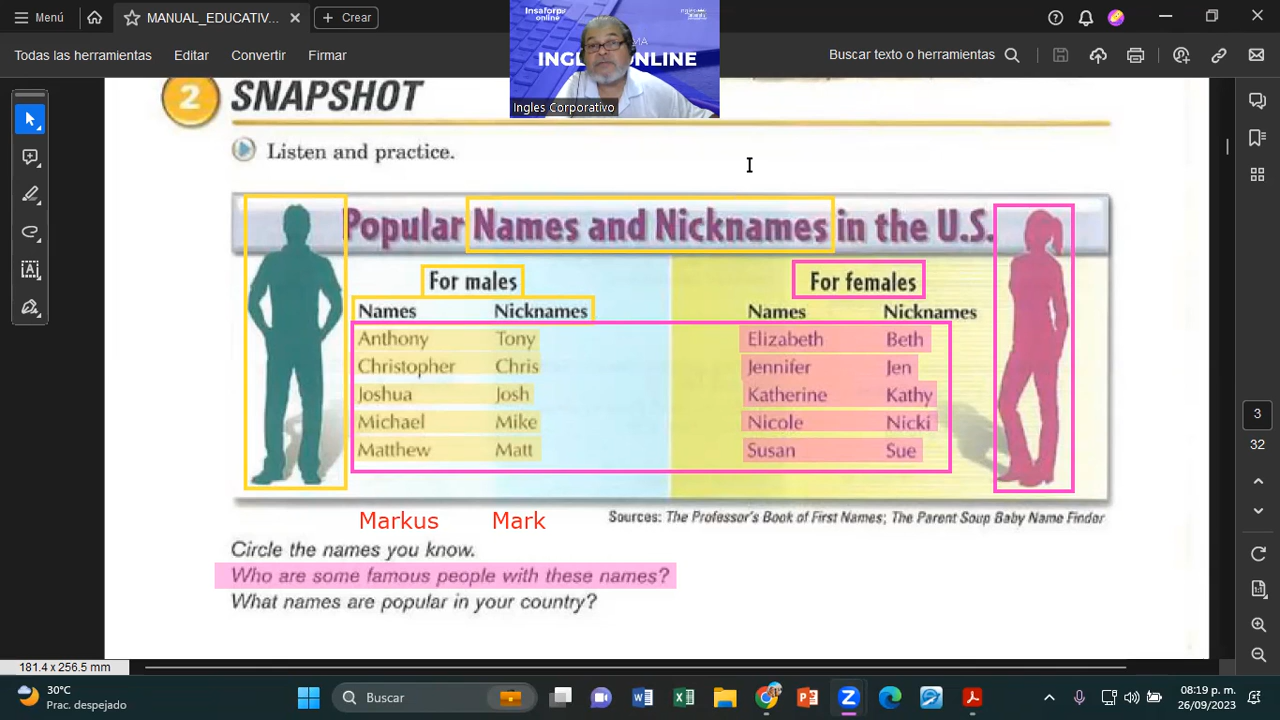 Menú
MANUAL_EDUCATIV...
Crear
Todas las herramientas
Editar
Convertir
Firmar
Buscar texto o herramientas
Insaforp
online
INGL
ONLINE
Ingles Corporativo
2 SNAPSHOT
Listen and practice.
Popular Names and Nicknames in the U.S.
For males
For females
Names Nicknames Names Nicknames
Anthony Tony Elizabeth Beth
Christopher Chris Jennifer Jen
Joshua Josh Katherine Kathy
Michael Mike Nicole Nicki
Matthew Matt Susan Sue
Markus Mark
Sources: The Professor's Book of First Names; The Parent Soup Baby Name Finder
Circle the names you know.
Who are some famous people with these names?
What names are popular in your country?
3
32
181.4 x 256.5 mm
30°C
Prc. despejado
Buscar
08:19 p. m.
26/09/2023